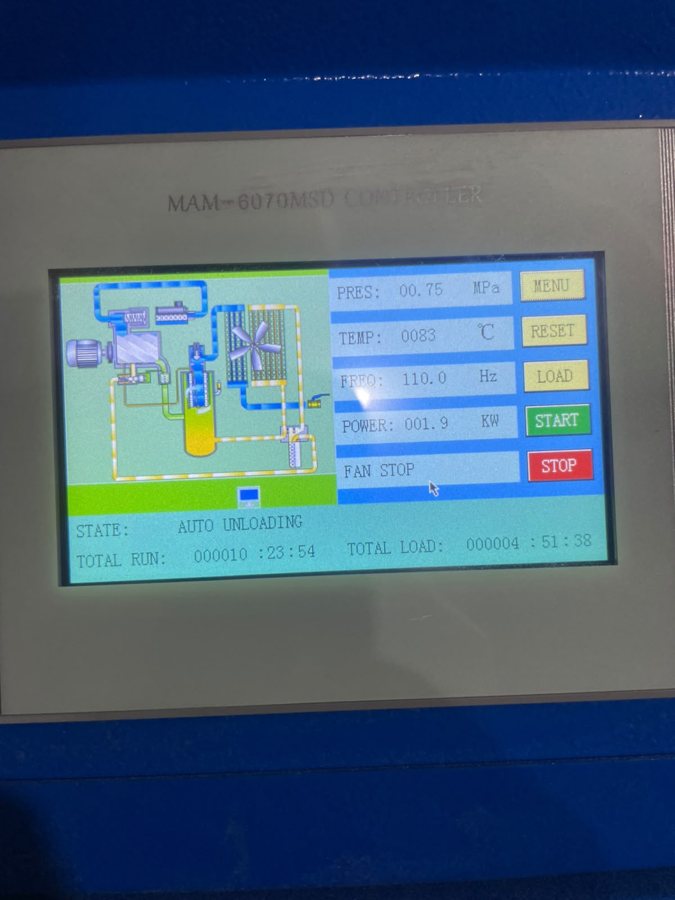 MAM-6070MSD CONTROLLER
PRES: 00.75 MPa MENU
TEMP: 0083 ℃ RESET
FREQ: 110.0 Hz LOAD
POWER: 001.9 KW START
FAN STOP STOP
STATE: AUTO UNLOADING
TOTAL RUN: 000010 :23:54 TOTAL LOAD: 000004 :51:38